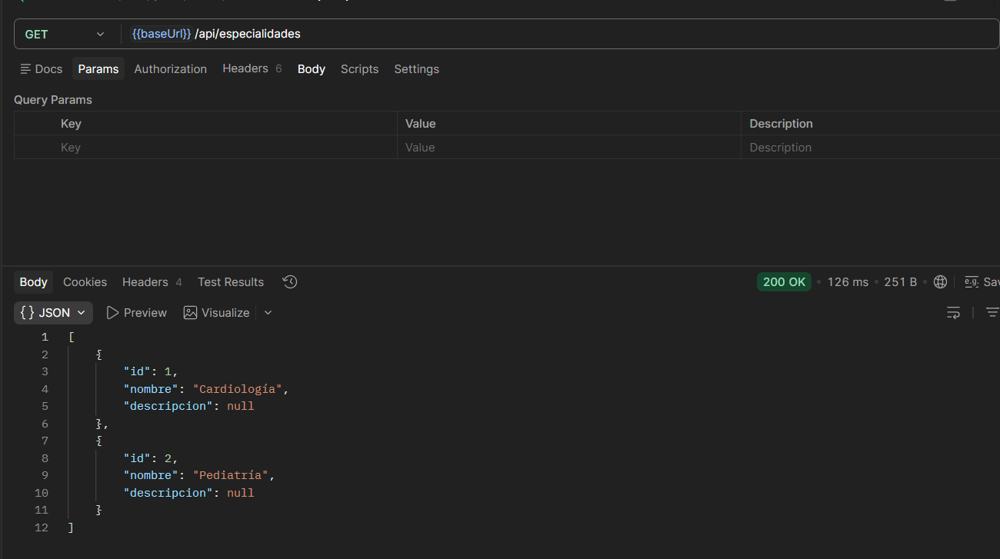 GET {{baseUrl}} /api/especialidades
Docs Params Authorization Headers 6 Body Scripts Settings
Query Params
Key Value Description
Key Value Description
Body Cookies Headers 4 Test Results 200 OK • 126 ms • 251 B • e.g. Sav
{} JSON Preview Visualize
1 [
2 {
3 "id": 1,
4 "nombre": "Cardiología",
5 "descripcion": null
6 },
7 {
8 "id": 2,
9 "nombre": "Pediatría",
10 "descripcion": null
11 }
12 ]